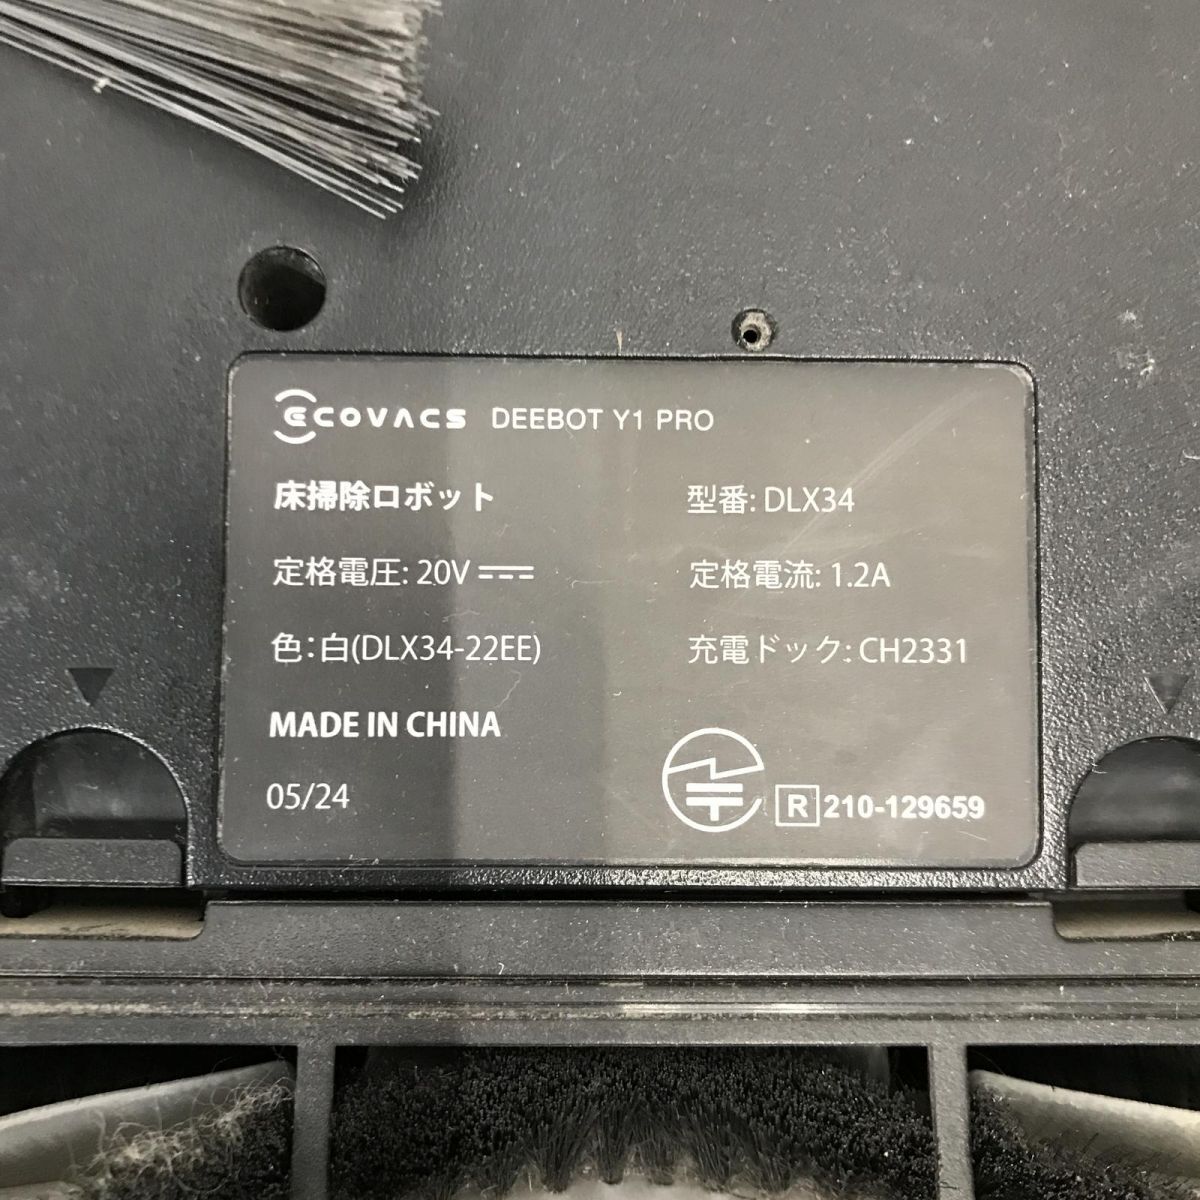 ECOVACS DEEBOT Y1 PRO
床掃除ロボット 型番: DLX34
定格電圧: 20V 定格電流: 1.2A
色：白(DLX34-22EE) 充電ドック: CH2331
MADE IN CHINA
05/24 R 210-129659